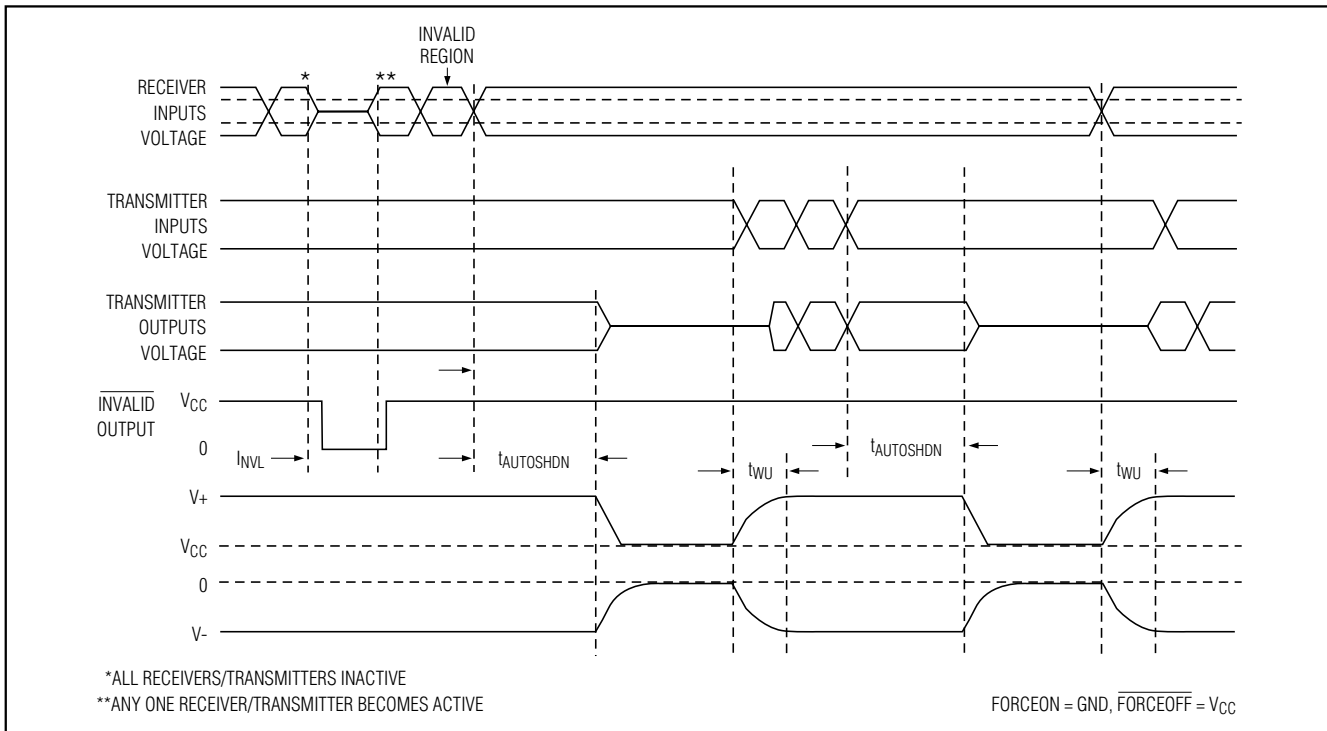 INVALID
REGION
*
**
RECEIVER
INPUTS
VOLTAGE
TRANSMITTER
INPUTS
VOLTAGE
TRANSMITTER
OUTPUTS
VOLTAGE
INVALID
OUTPUT
VCC
0
INVL
tAUTOSHDN
tWU
tAUTOSHDN
tWU
V+
VCC
0
V-
*ALL RECEIVERS/TRANSMITTERS INACTIVE
**ANY ONE RECEIVER/TRANSMITTER BECOMES ACTIVE
FORCEON = GND, FORCEOFF = VCC